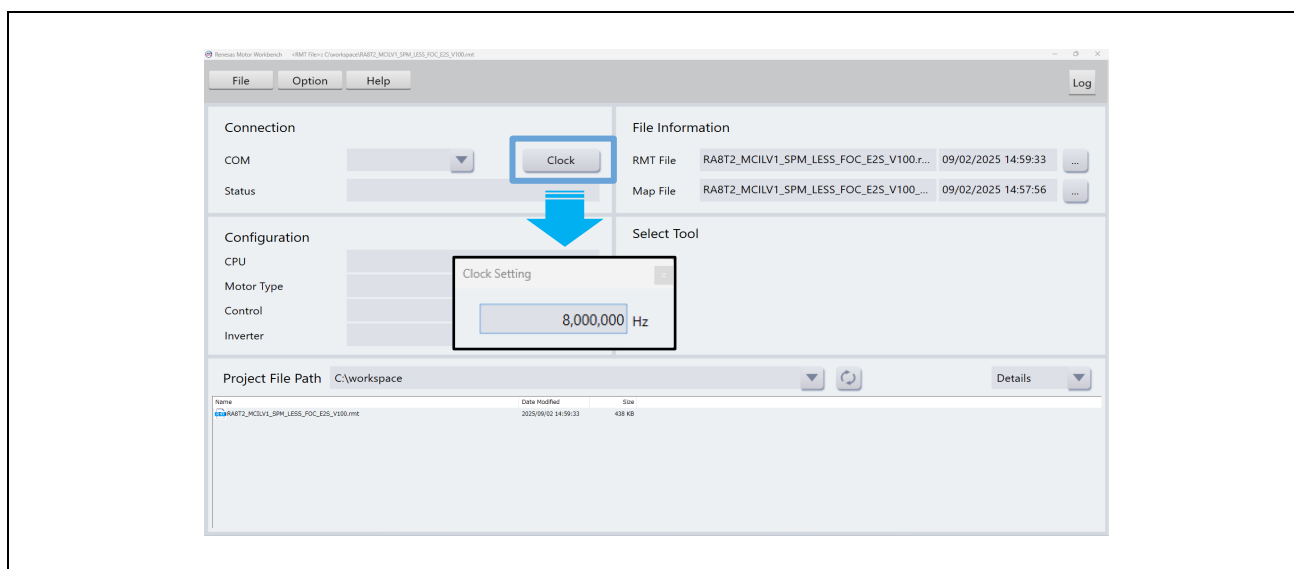 Renesas Motor Workbench <RMT File>: C:\workspace\RA8T2_MCILV1_SPM_LESS_FOC_E2S_V100.rmt
File Option Help
Log
Connection
COM
Clock
Status
File Information
RMT File RA8T2_MCILV1_SPM_LESS_FOC_E2S_V100.r... 09/02/2025 14:59:33 ...
Map File RA8T2_MCILV1_SPM_LESS_FOC_E2S_V100_... 09/02/2025 14:57:56 ...
Configuration
CPU
Motor Type
Control
Inverter
Select Tool
Clock Setting
8,000,000 Hz
Project File Path C:\workspace
Details
Name Date Modified Size
RA8T2_MCILV1_SPM_LESS_FOC_E2S_V100.rmt 2025/09/02 14:59:33 438 KB